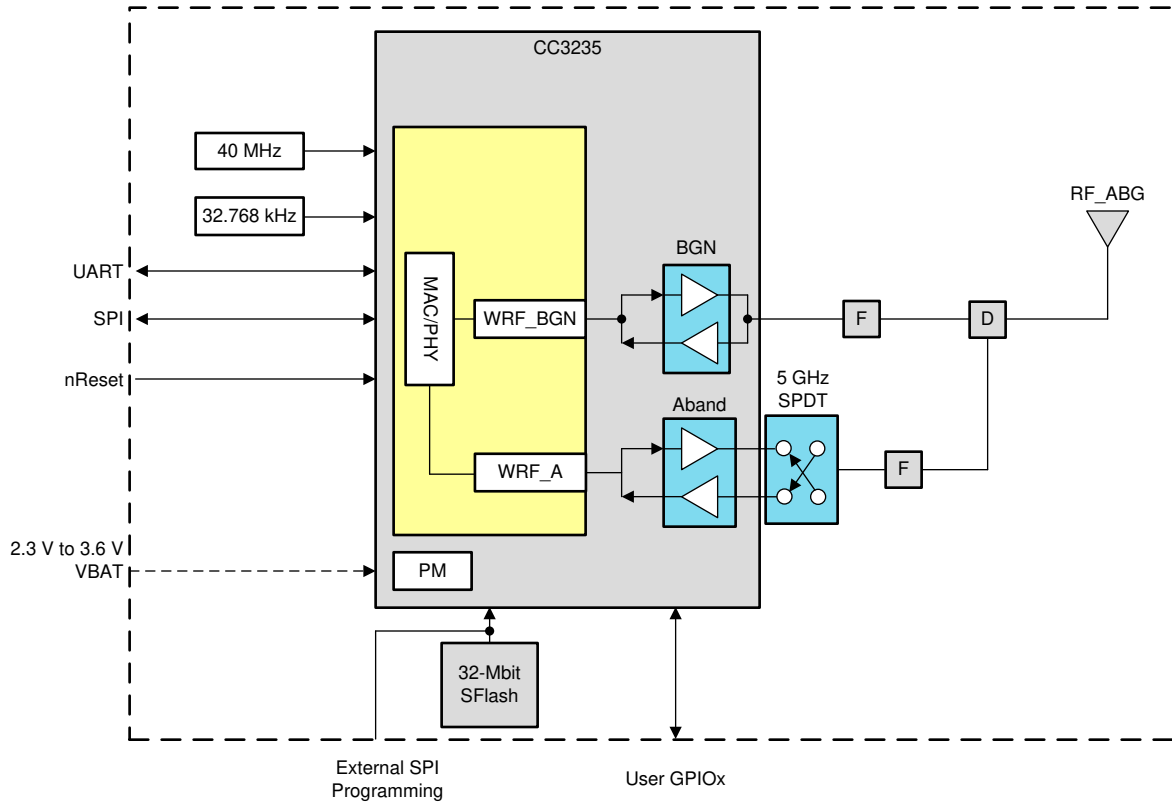 CC3235
40 MHz
32.768 kHz
RF_ABG
UART
BGN
MAC/PHY
SPI
WRF_BGN
F
D
nReset
5 GHz
SPDT
Aband
WRF_A
F
2.3 V to 3.6 V
VBAT
PM
32-Mbit
SFlash
External SPI
Programming
User GPIOx